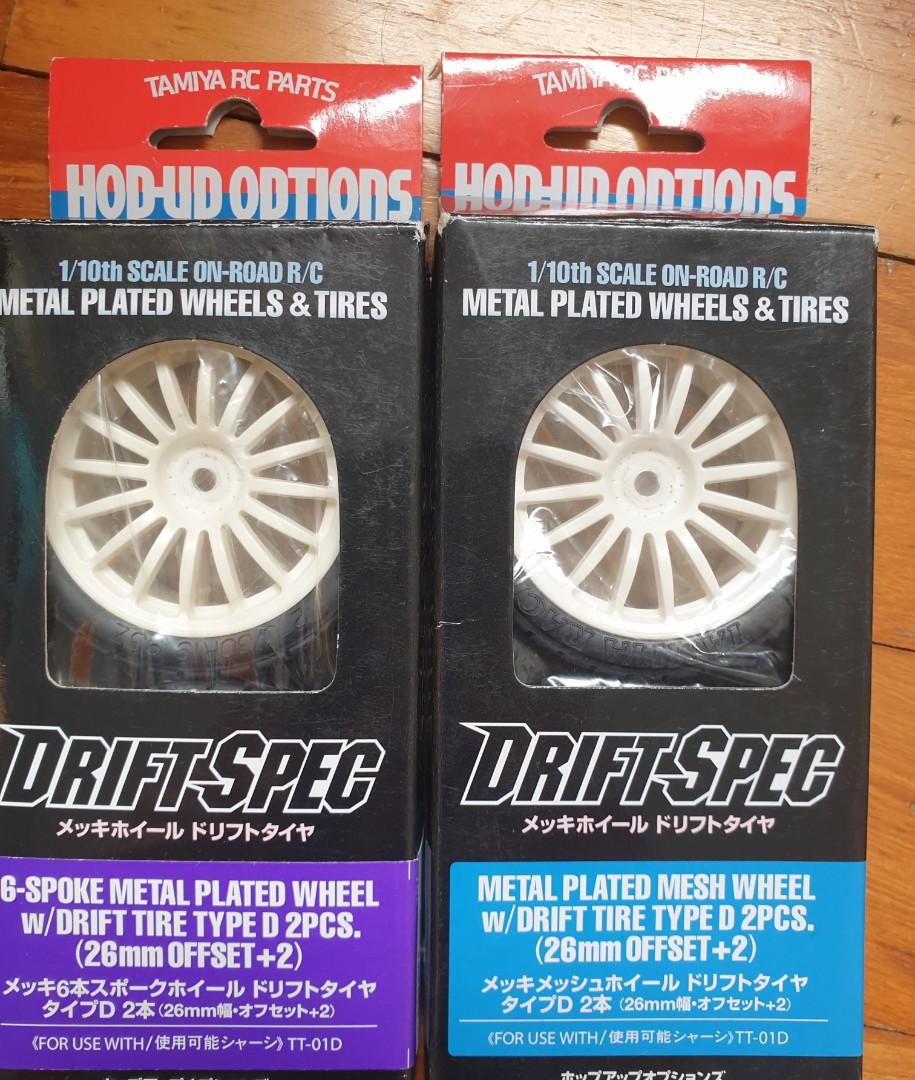 TAMIYA RC PARTS
HOP-UP OPTIONS
1/10th SCALE ON-ROAD R/C
METAL PLATED WHEELS & TIRES
DRIFT-SPEC
メッキホイール ドリフトタイヤ
6-SPOKE METAL PLATED WHEEL
w/DRIFT TIRE TYPE D 2PCS.
(26mm OFFSET+2)
メッキ6本スポークホイール ドリフトタイヤ
タイプD 2本(26mm幅・オフセット+2)
《FOR USE WITH/使用可能シャーシ》TT-01D
TAMIYA RC PARTS
HOP-UP OPTIONS
1/10th SCALE ON-ROAD R/C
METAL PLATED WHEELS & TIRES
DRIFT-SPEC
メッキホイール ドリフトタイヤ
METAL PLATED MESH WHEEL
w/DRIFT TIRE TYPE D 2PCS.
(26mm OFFSET+2)
メッキメッシュホイール ドリフトタイヤ
タイプD 2本(26mm幅・オフセット+2)
《FOR USE WITH/使用可能シャーシ》TT-01D
ホップアップオプションズ